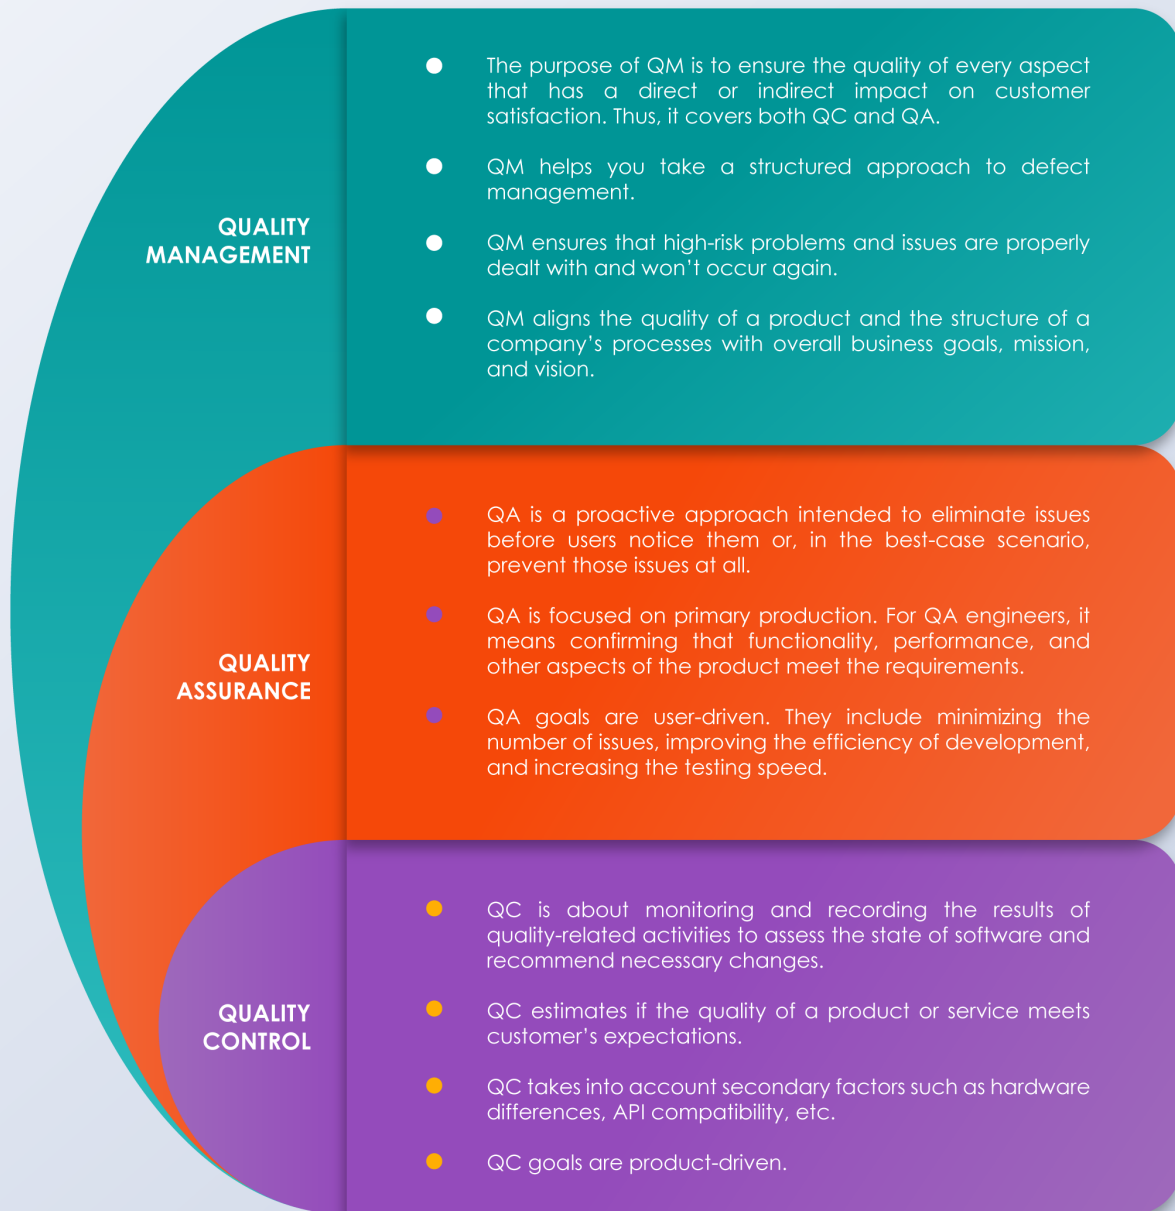 QUALITY
MANAGEMENT
The purpose of QM is to ensure the quality of every aspect
that has a direct or indirect impact on customer
satisfaction. Thus, it covers both QC and QA.
QM helps you take a structured approach to defect
management.
QM ensures that high-risk problems and issues are properly
dealt with and won't occur again.
QM aligns the quality of a product and the structure of a
company's processes with overall business goals, mission,
and vision.
QUALITY
ASSURANCE
QA is a proactive approach intended to eliminate issues
before users notice them or, in the best-case scenario,
prevent those issues at all.
QA is focused on primary production. For QA engineers, it
means confirming that functionality, performance, and
other aspects of the product meet the requirements.
QA goals are user-driven. They include minimizing the
number of issues, improving the efficiency of development,
and increasing the testing speed.
QUALITY
CONTROL
QC is about monitoring and recording the results of
quality-related activities to assess the state of software and
recommend necessary changes.
QC estimates if the quality of a product or service meets
customer's expectations.
QC takes into account secondary factors such as hardware
differences, API compatibility, etc.
QC goals are product-driven.